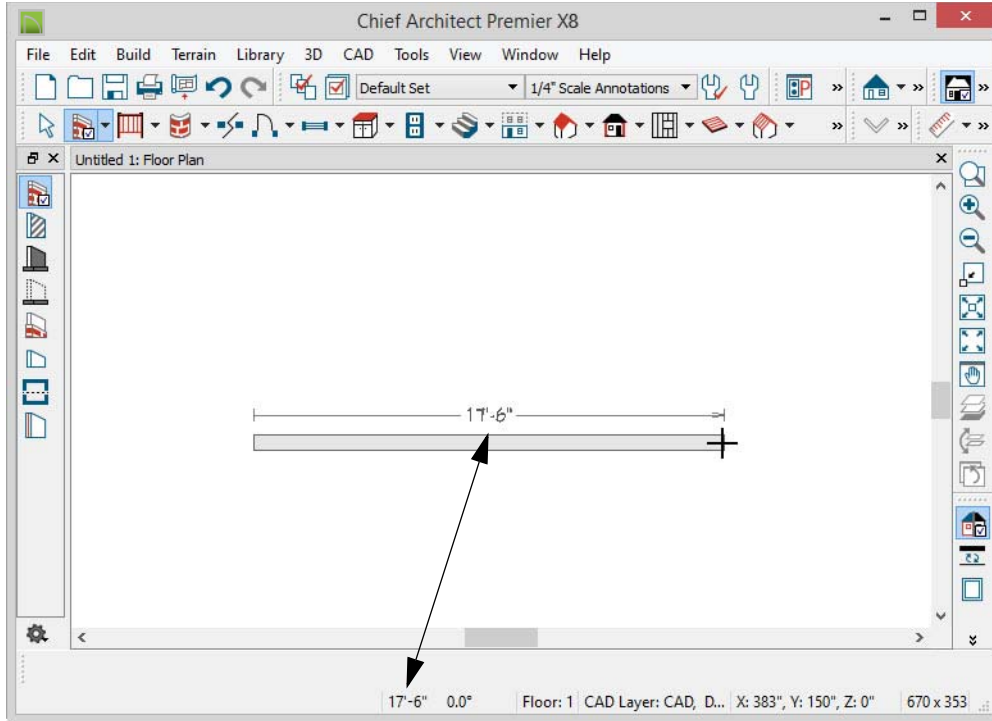 Chief Architect Premier X8
File Edit Build Terrain Library 3D CAD Tools View Window Help
Default Set 1/4" Scale Annotations
Untitled 1: Floor Plan
17'-6"
17'-6" 0.0° Floor: 1 CAD Layer: CAD, D... X: 383", Y: 150", Z: 0" 670 x 353